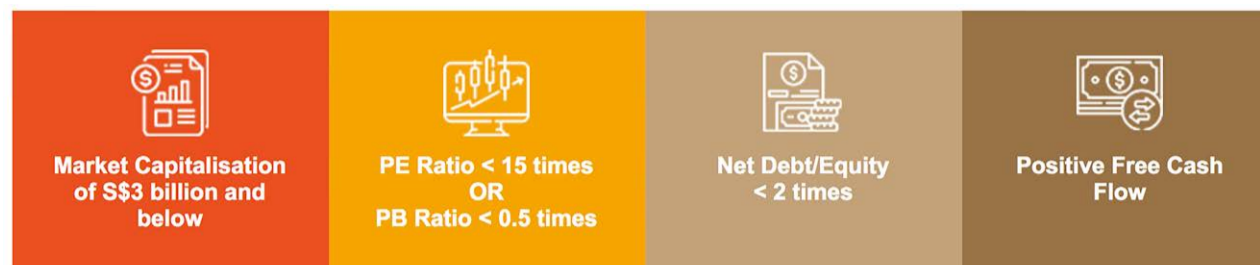 Market Capitalisation
of S$3 billion and
below
PE Ratio < 15 times
OR
PB Ratio < 0.5 times
Net Debt/Equity
< 2 times
Positive Free Cash
Flow